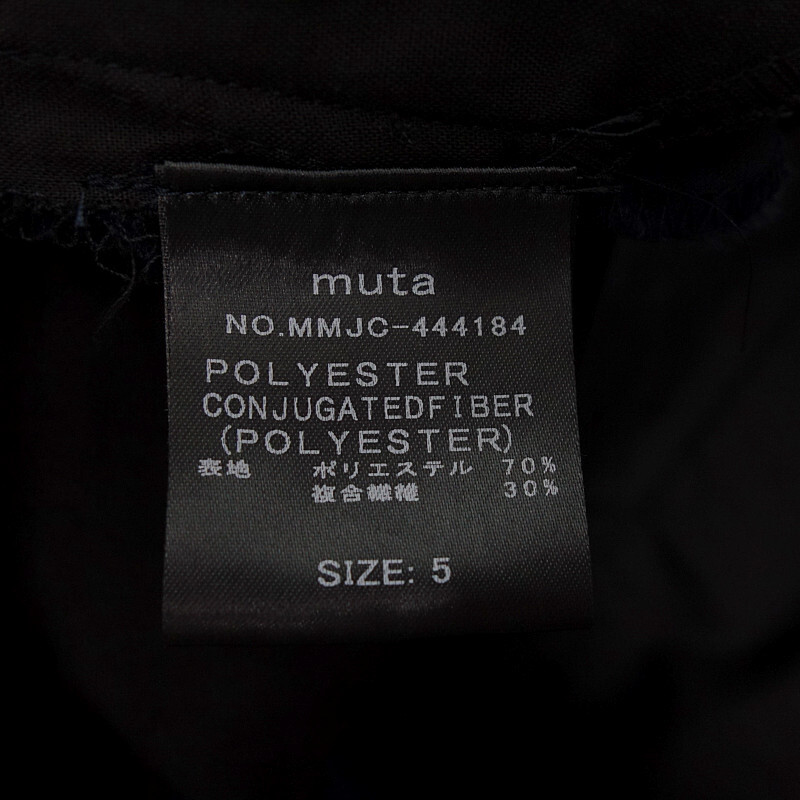 muta
NO.MMJC-444184
POLYESTER
CONJUGATEDFIBER
(POLYESTER)
表地 ポリエステル 70%
複合繊維 30%
SIZE: 5